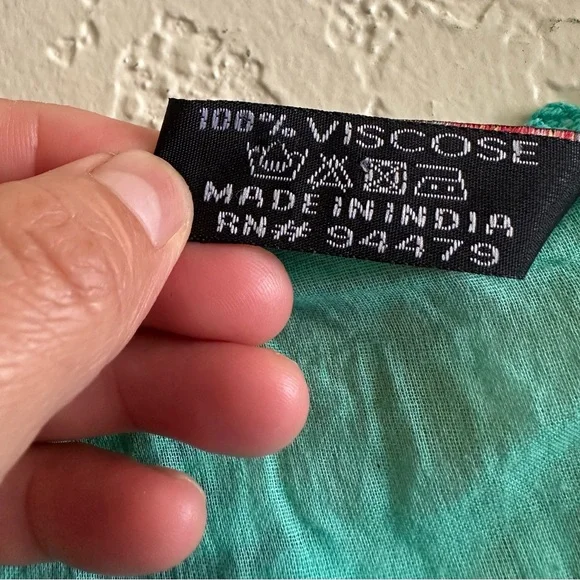 100% VISCOSE
MADE IN INDIA
RN# 94479